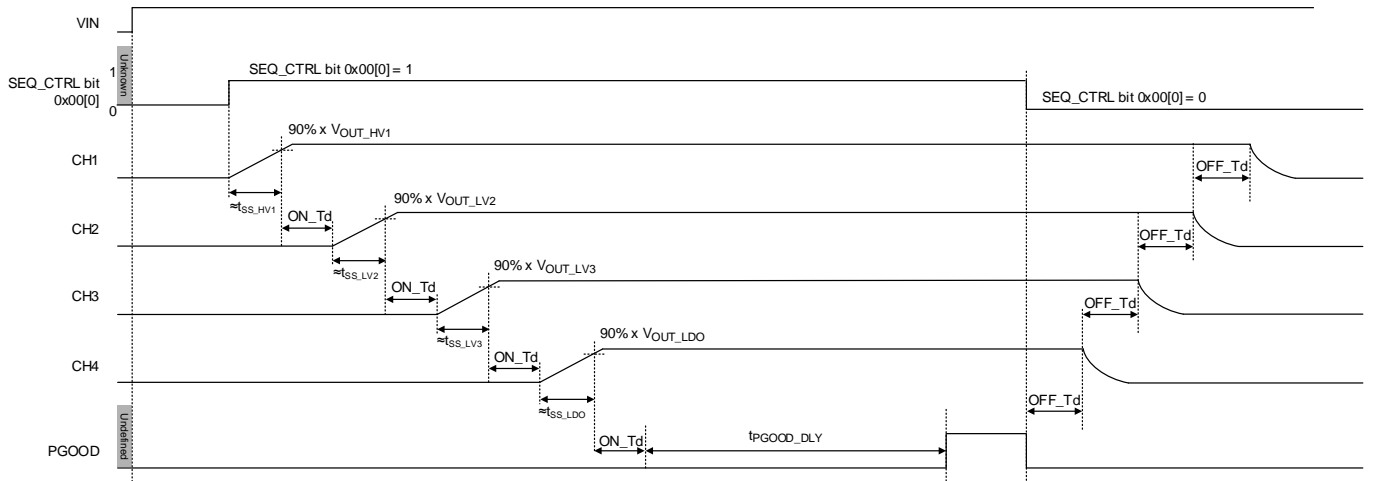 VIN
Unknown
1
SEQ_CTRL bit 0x00[0] = 1
SEQ_CTRL bit
0x00[0]
0
SEQ_CTRL bit 0x00[0] = 0
90% x VOUT_HV1
CH1
OFF_Td
≈tSS_HV1
ON_Td
90% x VOUT_LV2
CH2
OFF_Td
≈tSS_LV2
ON_Td
90% x VOUT_LV3
CH3
OFF_Td
≈tSS_LV3
ON_Td
90% x VOUT_LDO
CH4
OFF_Td
≈tSS_LDO
Undefined
ON_Td
tPGOOD_DLY
PGOOD